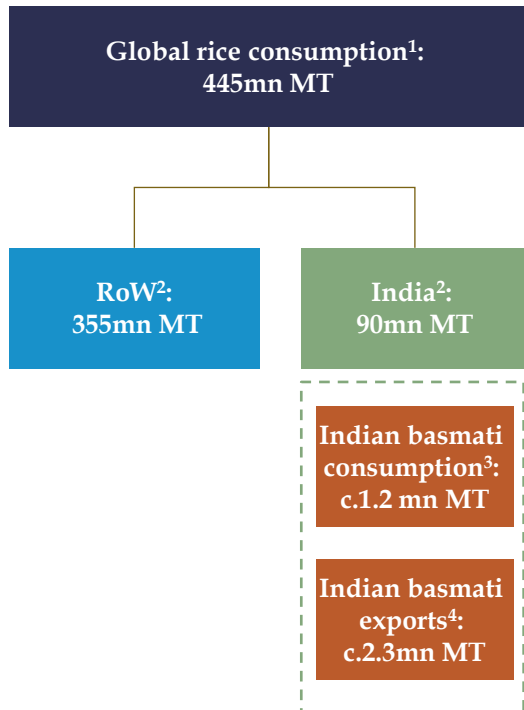 Global rice consumption¹:
445mn MT
RoW²:
355mn MT
India²:
90mn MT
Indian basmati
consumption³:
c.1.2 mn MT
Indian basmati
exports⁴:
c.2.3mn MT